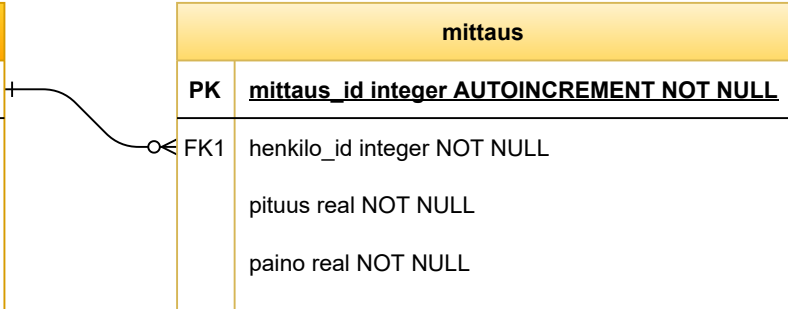 mittaus
PK mittaus_id integer AUTOINCREMENT NOT NULL
FK1 henkilo_id integer NOT NULL
pituus real NOT NULL
paino real NOT NULL